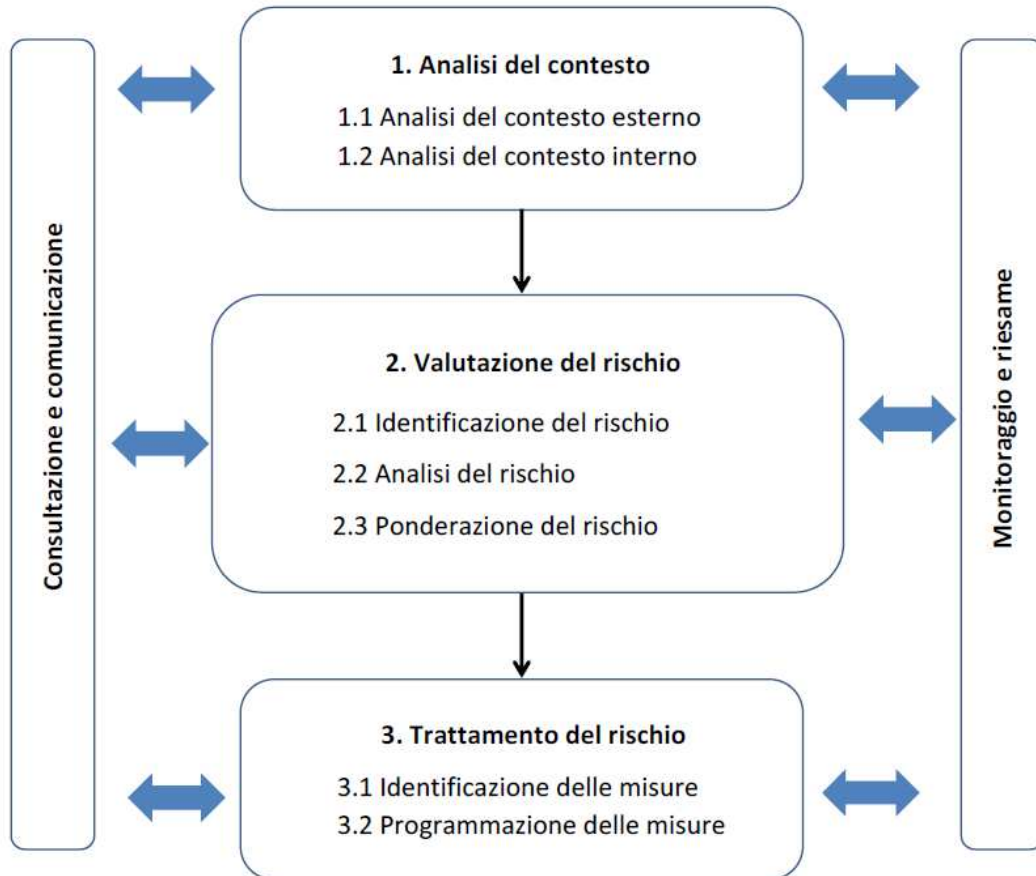 Consultazione e comunicazione
1. Analisi del contesto
1.1 Analisi del contesto esterno
1.2 Analisi del contesto interno
2. Valutazione del rischio
2.1 Identificazione del rischio
2.2 Analisi del rischio
2.3 Ponderazione del rischio
3. Trattamento del rischio
3.1 Identificazione delle misure
3.2 Programmazione delle misure
Monitoraggio e riesame